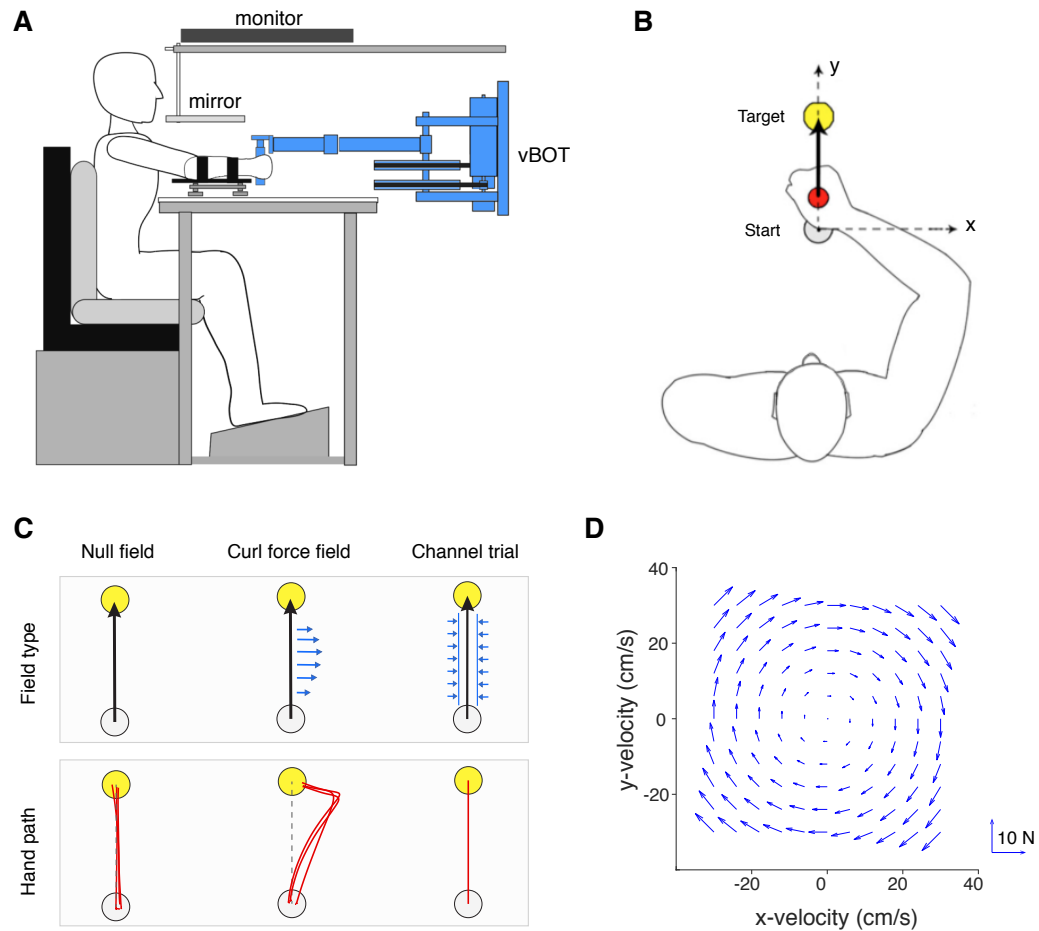 A
monitor
mirror
vBOT
B
y
Target
Start
x
C
Null field
Curl force field
Channel trial
Field type
Hand path
D
40
20
0
-20
y-velocity (cm/s)
-20
0
20
40
x-velocity (cm/s)
10 N